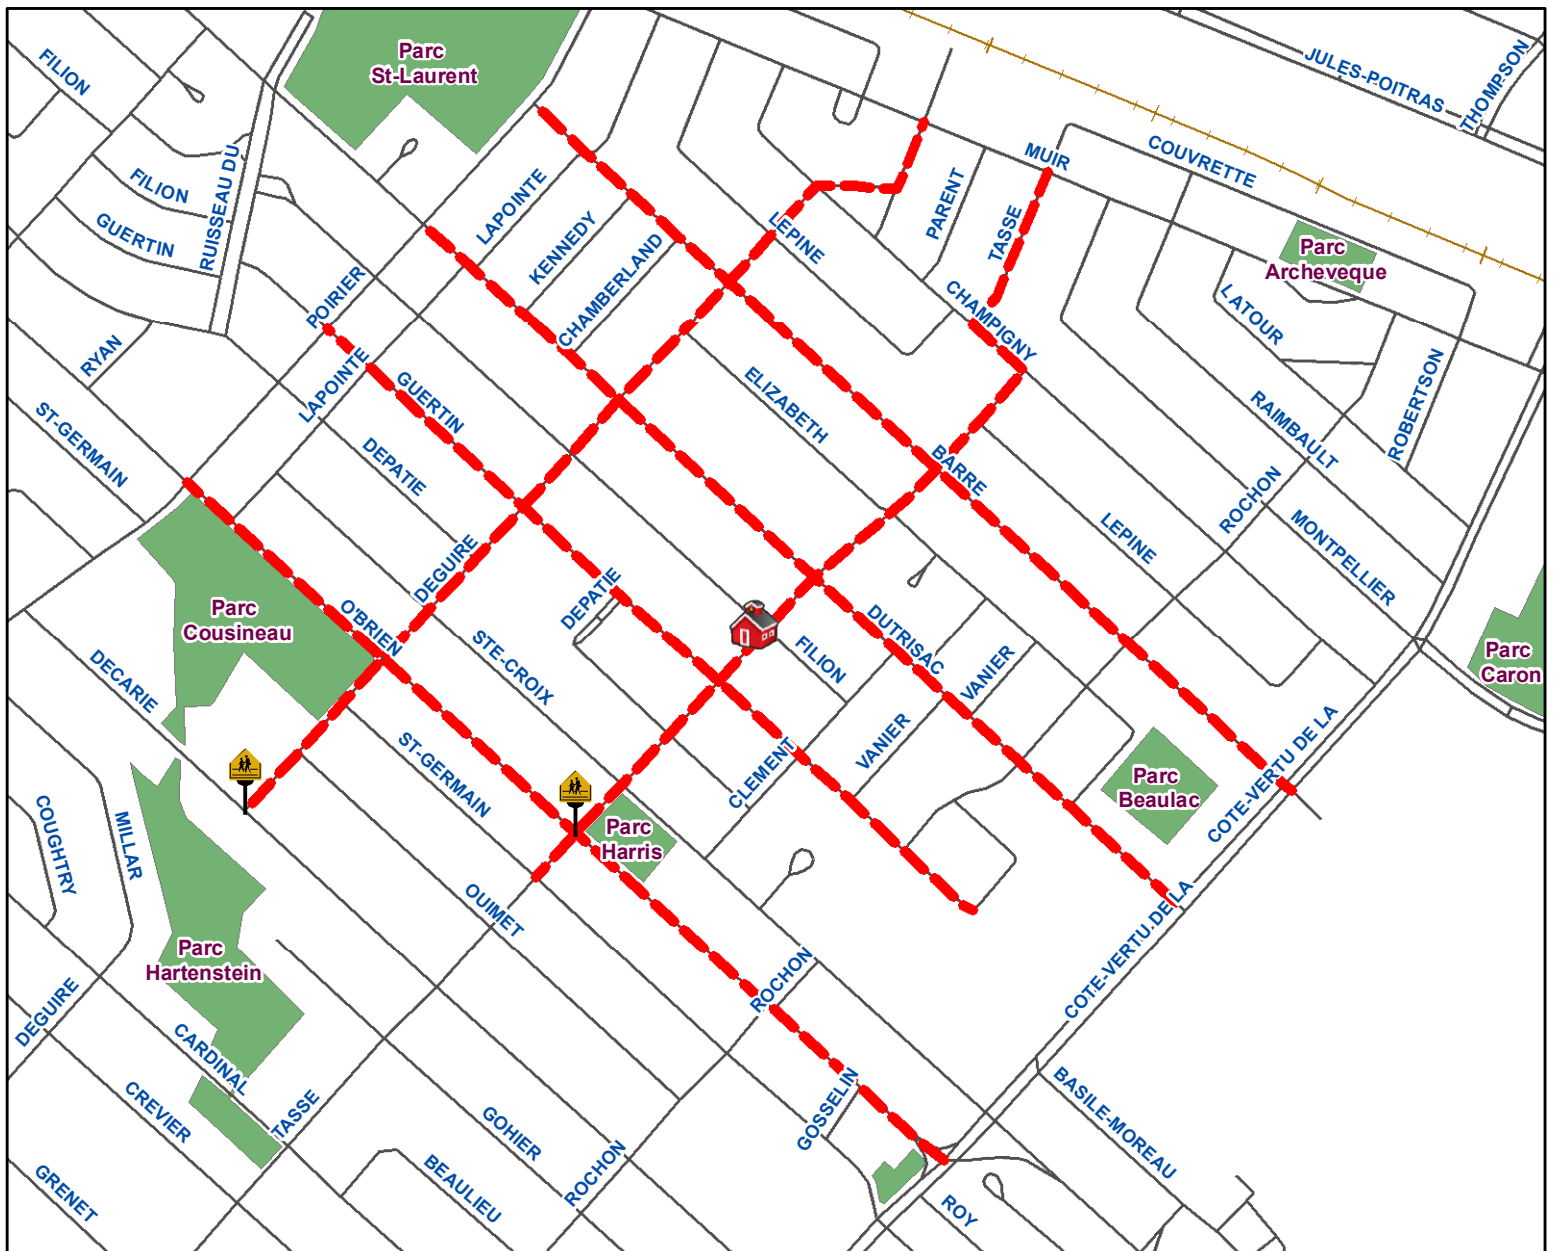 Parc
St-Laurent
FILION
JULES-POITRAS
THOMPSON
FILION
GUERTIN
RUISSEAU DU
LAPOINTE
KENNEDY
CHAMBERLAND
LEPINE
PARENT
TASSE
MUIR
COUVRETTE
Parc
Archeveque
LATOUR
ROBERTSON
CHAMPIGNY
POIRIER
RYAN
LAPOINTE
GUERTIN
ELIZABETH
RAIMBAULT
ST-GERMAIN
DEPATIE
BARRE
LEPINE
ROCHON
MONTPELLIER
DEGUIRE
DEPATIE
Parc
Cousineau
O'BRIEN
STE-CROIX
FILION
DUTRISAC
VANIER
VANIER
Parc
Caron
DECARIE
ST-GERMAIN
CLEMENT
COTE-VERTU DE LA
Parc
Beaulac
COUGHTRY
MILLAR
Parc
Harris
OUIMET
COTE-VERTU DE LA
Parc
Hartenstein
ROCHON
DEGUIRE
CARDINAL
CREVIER
TASSE
GOHIER
GOSSELIN
BASILE-MOREAU
GRENET
BEAULIEU
ROCHON
ROY